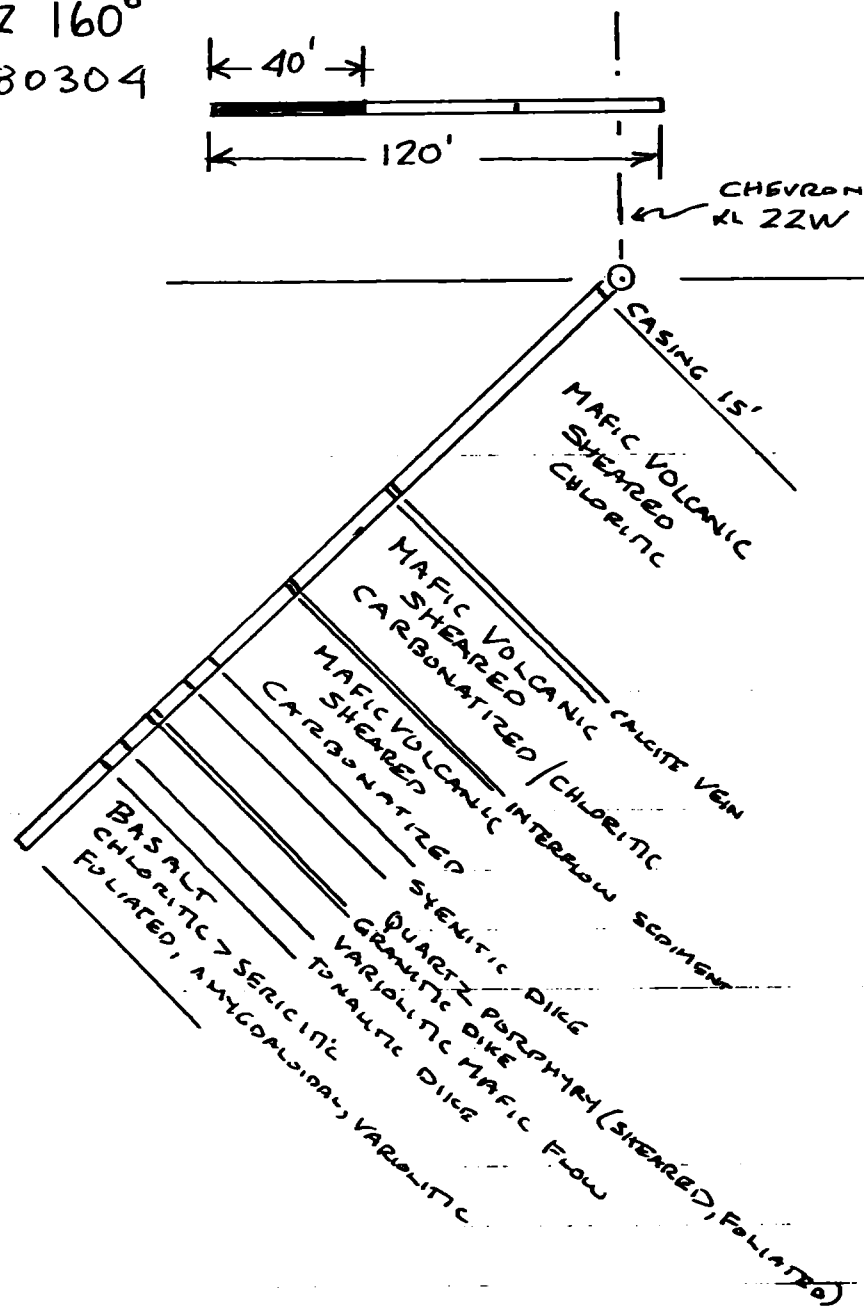 Z 160°
80304
40'
120'
CHEVRON
KL 22W
CASING 15'
MAFIC VOLCANIC
SHEARED
CHLORITIC
CALCITE VEIN
MAFIC VOLCANIC
SHEARED
CARBONATIZED/CHLORITIC
INTERFLOW SEDIMENT
MAFIC VOLCANIC
SHEARED
CARBONATIZED
SYENITIC DIKE
QUARTZ PORPHYRY (SHEARED, FOLIATED)
GRANITIC DIKE
VARIOLITIC MAFIC FLOW
TONALITIC DIKE
BASALT
CHLORITIC > SERICITIC
FOLIATED, AMYGDALOIDAL, VARIOLITIC